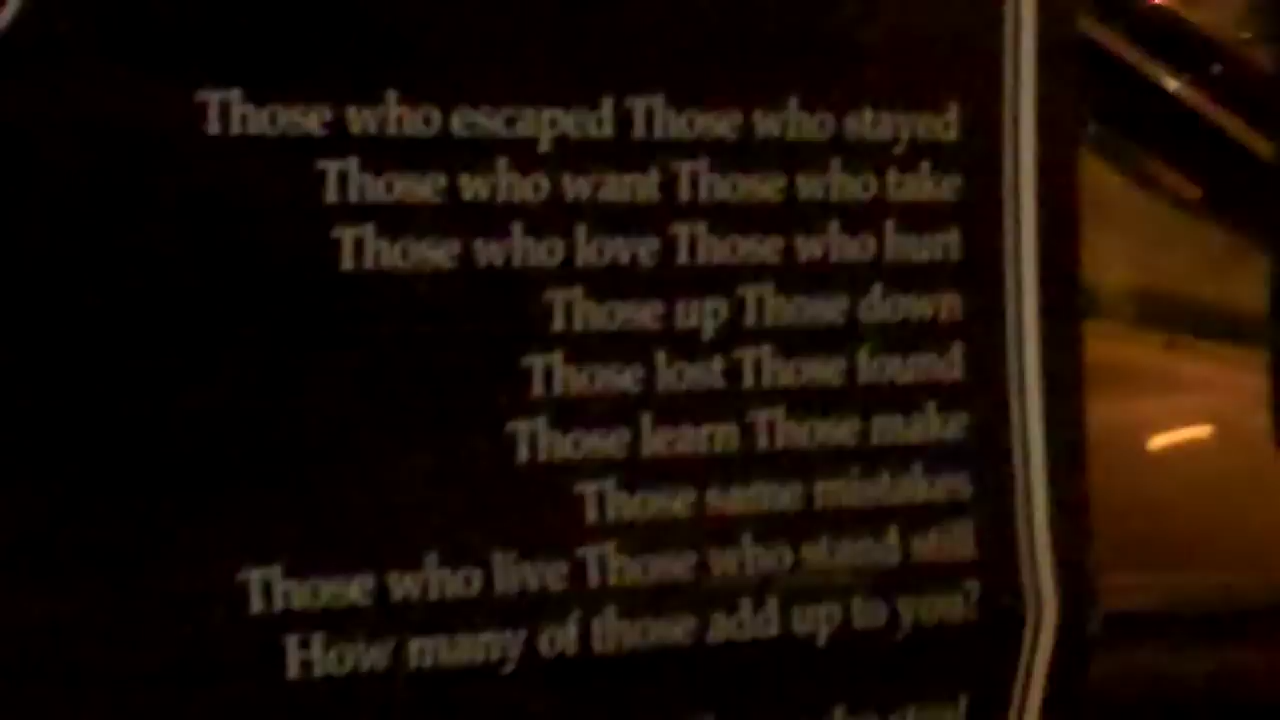 Those who escaped Those who stayed
Those who want Those who take
Those who love Those who hurt
Those up Those down
Those lost Those found
Those learn Those make
Those same mistakes
Those who live Those who stand still
How many of those add up to you?